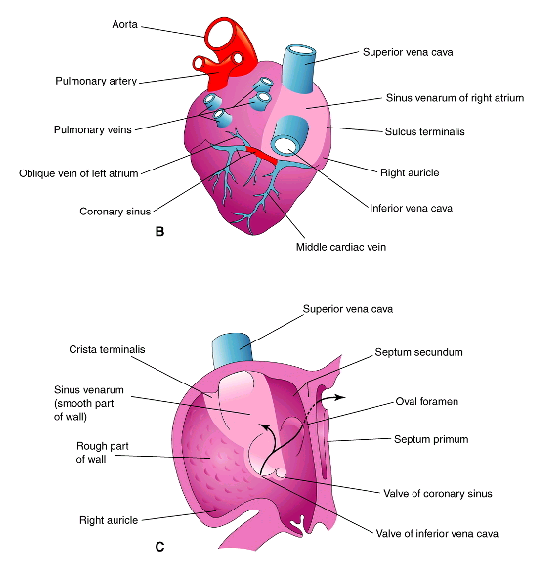 Aorta
Superior vena cava
Pulmonary artery
Sinus venarum of right atrium
Pulmonary veins
Sulcus terminalis
Oblique vein of left atrium
Right auricle
Coronary sinus
Inferior vena cava
B
Middle cardiac vein
Superior vena cava
Crista terminalis
Septum secundum
Sinus venarum
(smooth part
of wall)
Oval foramen
Rough part
of wall
Septum primum
Valve of coronary sinus
Right auricle
Valve of inferior vena cava
C